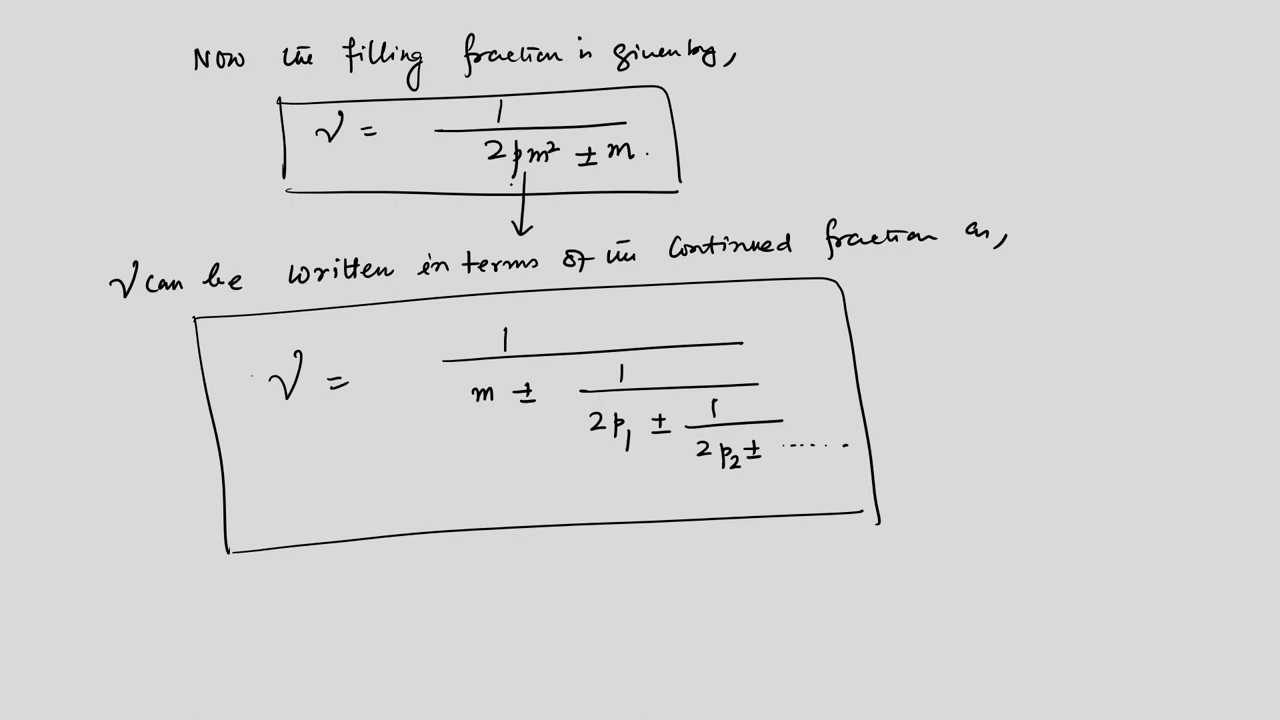 Now the filling fraction is given by,
ν = 1 / (2pm² ± m).
ν can be written in terms of the continued fraction as,
ν = 1 / (m ± 1 / (2p₁ ± 1 / (2p₂ ± ......)))